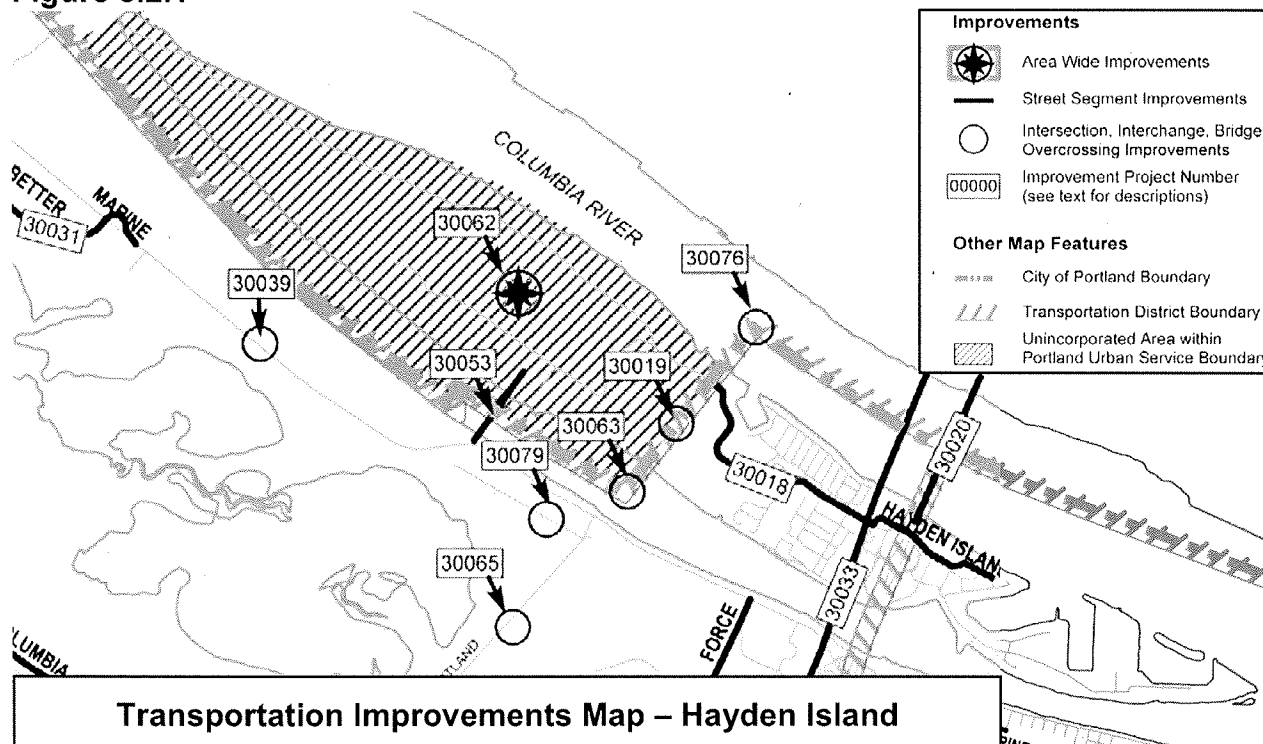 Improvements
Area Wide Improvements
Street Segment Improvements
Intersection, Interchange, Bridge
Overcrossing Improvements
00000
Improvement Project Number
(see text for descriptions)
Other Map Features
City of Portland Boundary
Transportation District Boundary
Unincorporated Area within
Portland Urban Service Boundary
COLUMBIA RIVER
BETTER
MARINE
30031
30062
30076
30039
30053
30019
30063
30079
30018
30020
HAYDEN ISLAN
30065
30033
FORCE
LUMBIA
TLAND
Transportation Improvements Map – Hayden Island